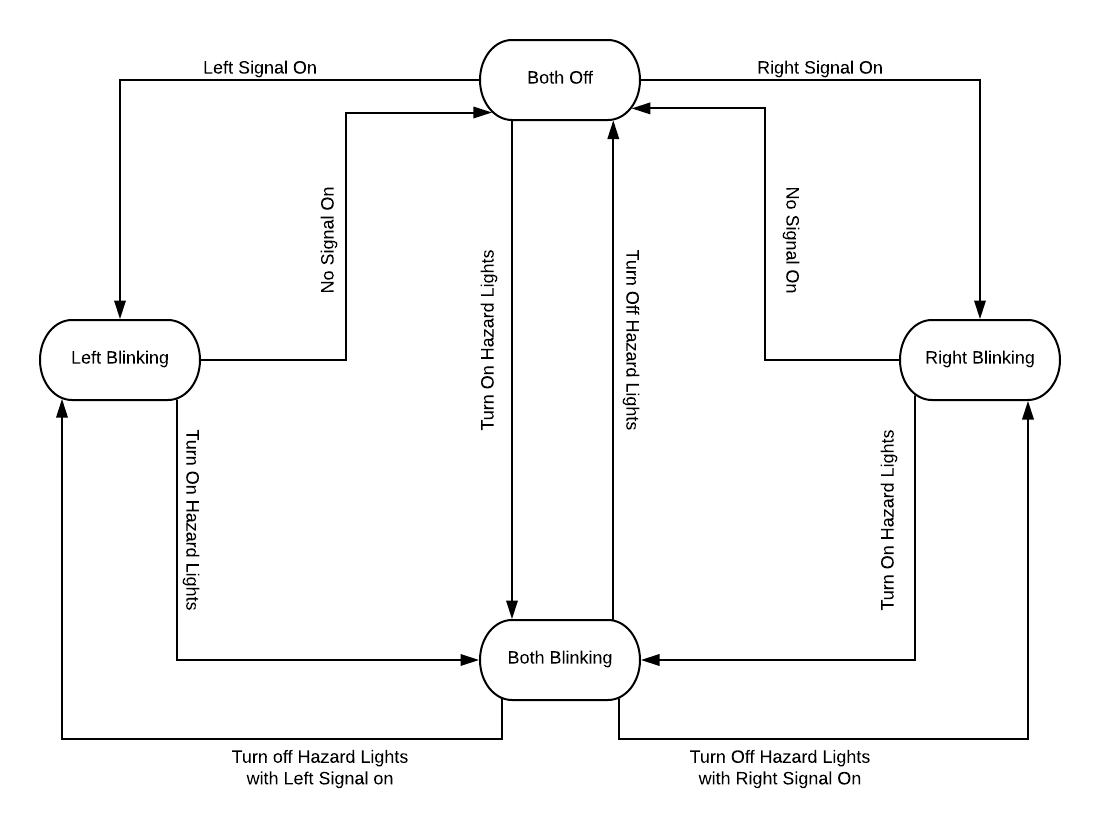 Left Signal On
Both Off
Right Signal On
No Signal On
No Signal On
Turn On Hazard Lights
Turn Off Hazard Lights
Left Blinking
Right Blinking
Turn On Hazard Lights
Turn On Hazard Lights
Both Blinking
Turn off Hazard Lights
with Left Signal on
Turn Off Hazard Lights
with Right Signal On